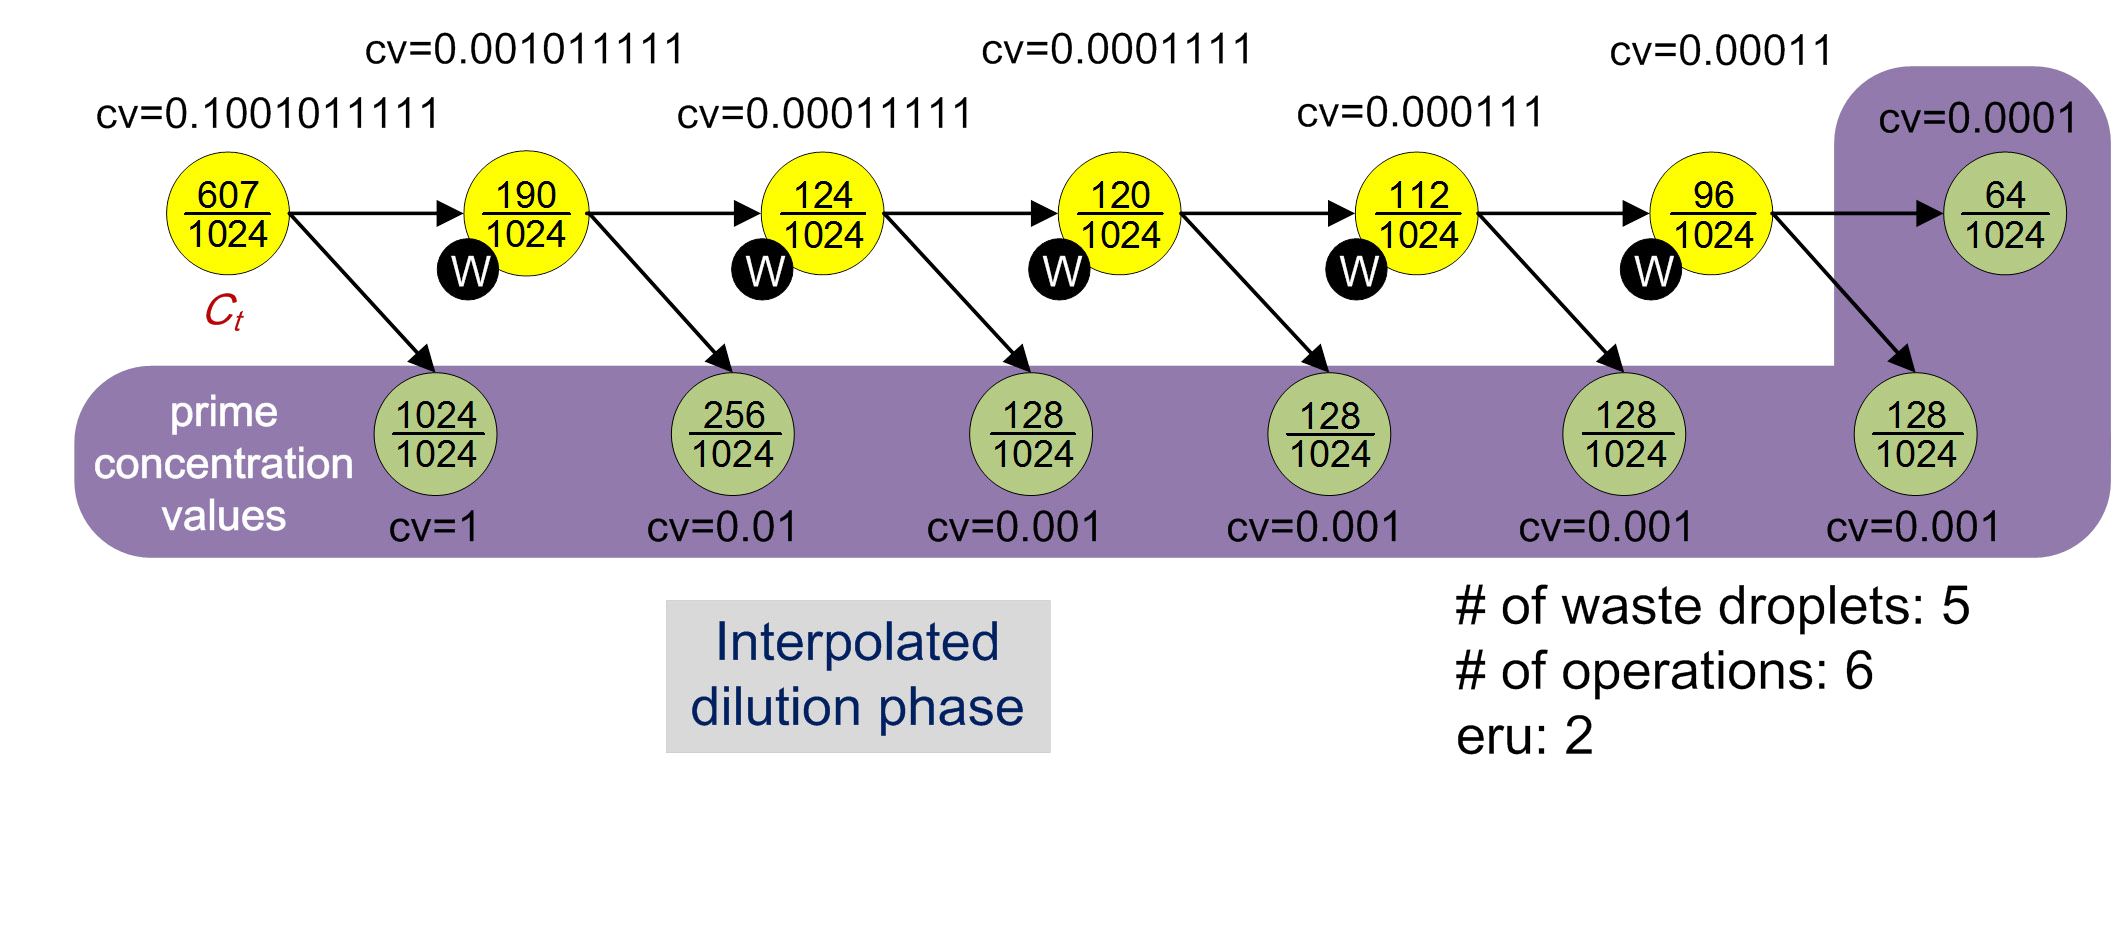 cv=0.001011111
cv=0.0001111
cv=0.00011
cv=0.1001011111
cv=0.00011111
cv=0.000111
cv=0.0001
607
1024
190
1024
124
1024
120
1024
112
1024
96
1024
64
1024
W
W
W
W
W
Ct
prime
concentration
values
1024
1024
256
1024
128
1024
128
1024
128
1024
128
1024
cv=1
cv=0.01
cv=0.001
cv=0.001
cv=0.001
cv=0.001
Interpolated
dilution phase
# of waste droplets: 5
# of operations: 6
eru: 2